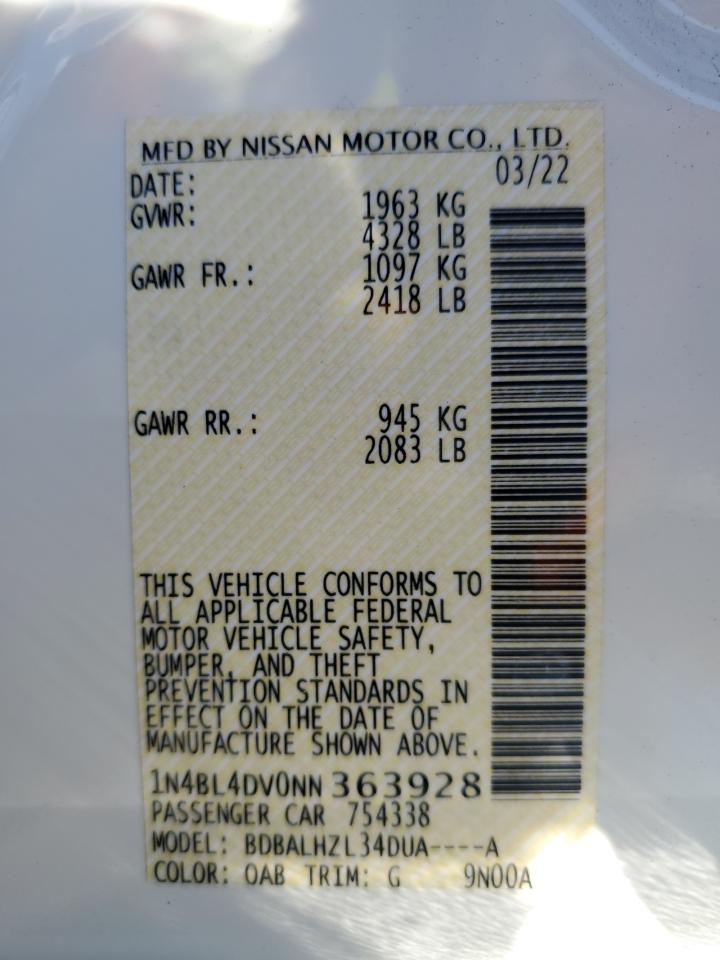 MFD BY NISSAN MOTOR CO., LTD.
DATE: 03/22
GVWR: 1963 KG
4328 LB
GAWR FR.: 1097 KG
2418 LB
GAWR RR.: 945 KG
2083 LB
THIS VEHICLE CONFORMS TO
ALL APPLICABLE FEDERAL
MOTOR VEHICLE SAFETY,
BUMPER, AND THEFT
PREVENTION STANDARDS IN
EFFECT ON THE DATE OF
MANUFACTURE SHOWN ABOVE.
1N4BL4DV0NN 363928
PASSENGER CAR 754338
MODEL: BDBALHZL34DUA----A
COLOR: QAB TRIM: G 9N00A